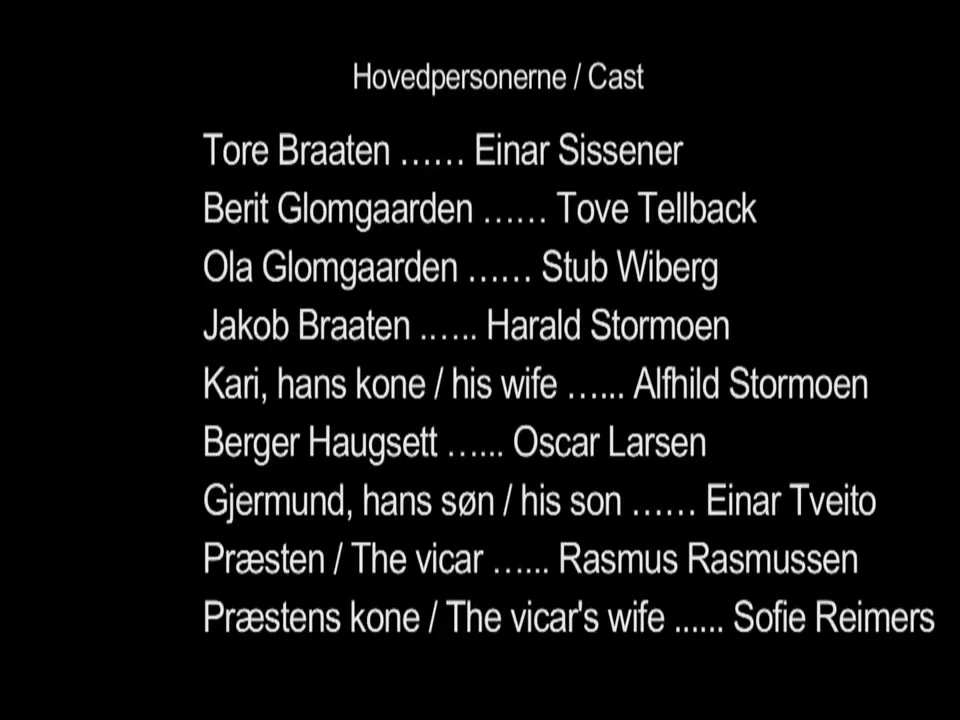 Hovedpersonerne / Cast
Tore Braaten …… Einar Sissener
Berit Glomgaarden …… Tove Tellback
Ola Glomgaarden …… Stub Wiberg
Jakob Braaten ...... Harald Stormoen
Kari, hans kone / his wife …... Alfhild Stormoen
Berger Haugsett …... Oscar Larsen
Gjermund, hans søn / his son …… Einar Tveito
Præsten / The vicar …... Rasmus Rasmussen
Præstens kone / The vicar's wife ...... Sofie Reimers